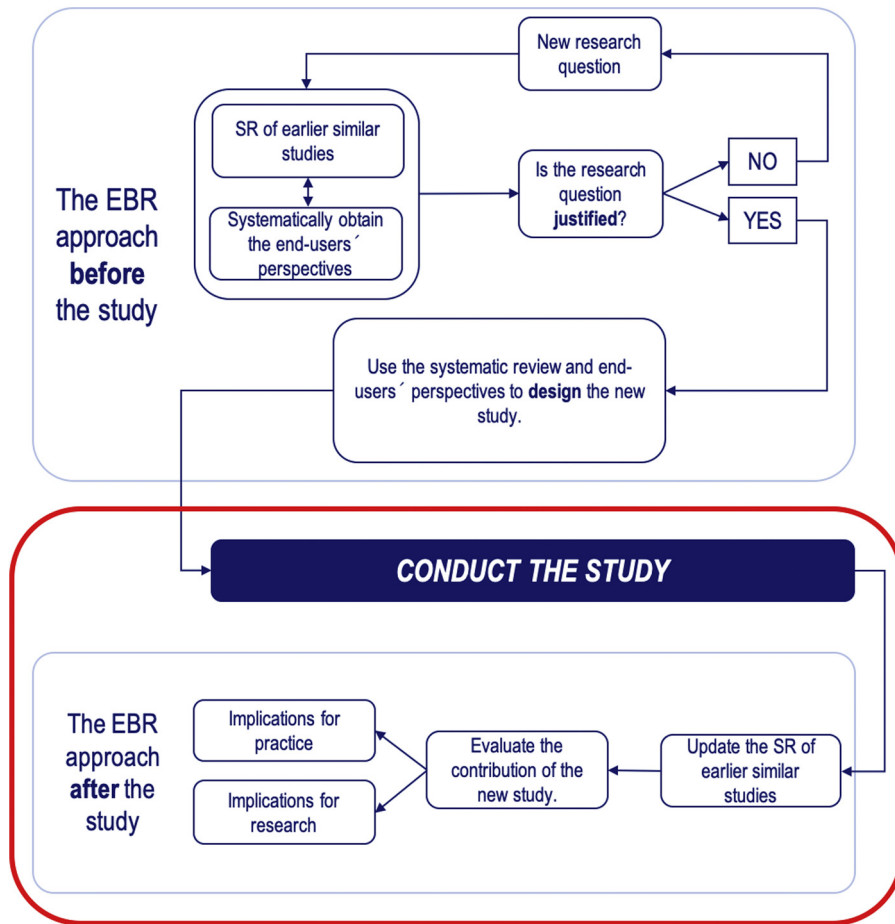 New research
question
SR of earlier similar
studies
Systematically obtain
the end-users´
perspectives
Is the research
question
justified?
NO
YES
The EBR
approach
before
the study
Use the systematic review and end-
users´ perspectives to design the new
study.
CONDUCT THE STUDY
The EBR
approach
after the
study
Implications for
practice
Implications for
research
Evaluate the
contribution of the
new study.
Update the SR of
earlier similar
studies